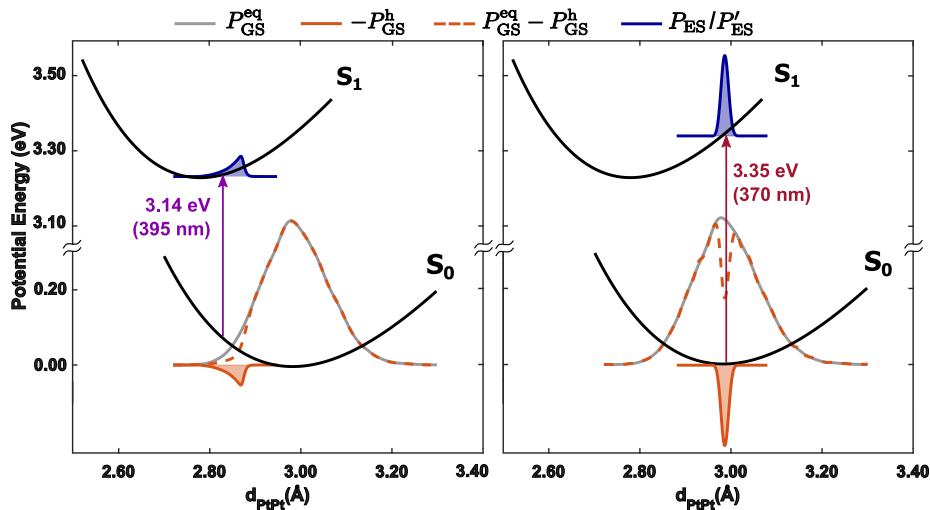 P_GS^eq −P_GS^h P_GS^eq − P_GS^h P_ES/P′_ES
Potential Energy (eV)
3.50
3.30
3.10
0.20
0.00
S₁
3.14 eV
(395 nm)
S₀
2.60 2.80 3.00 3.20 3.40
d_PtPt(Å)
S₁
3.35 eV
(370 nm)
S₀
2.60 2.80 3.00 3.20 3.40
d_PtPt(Å)